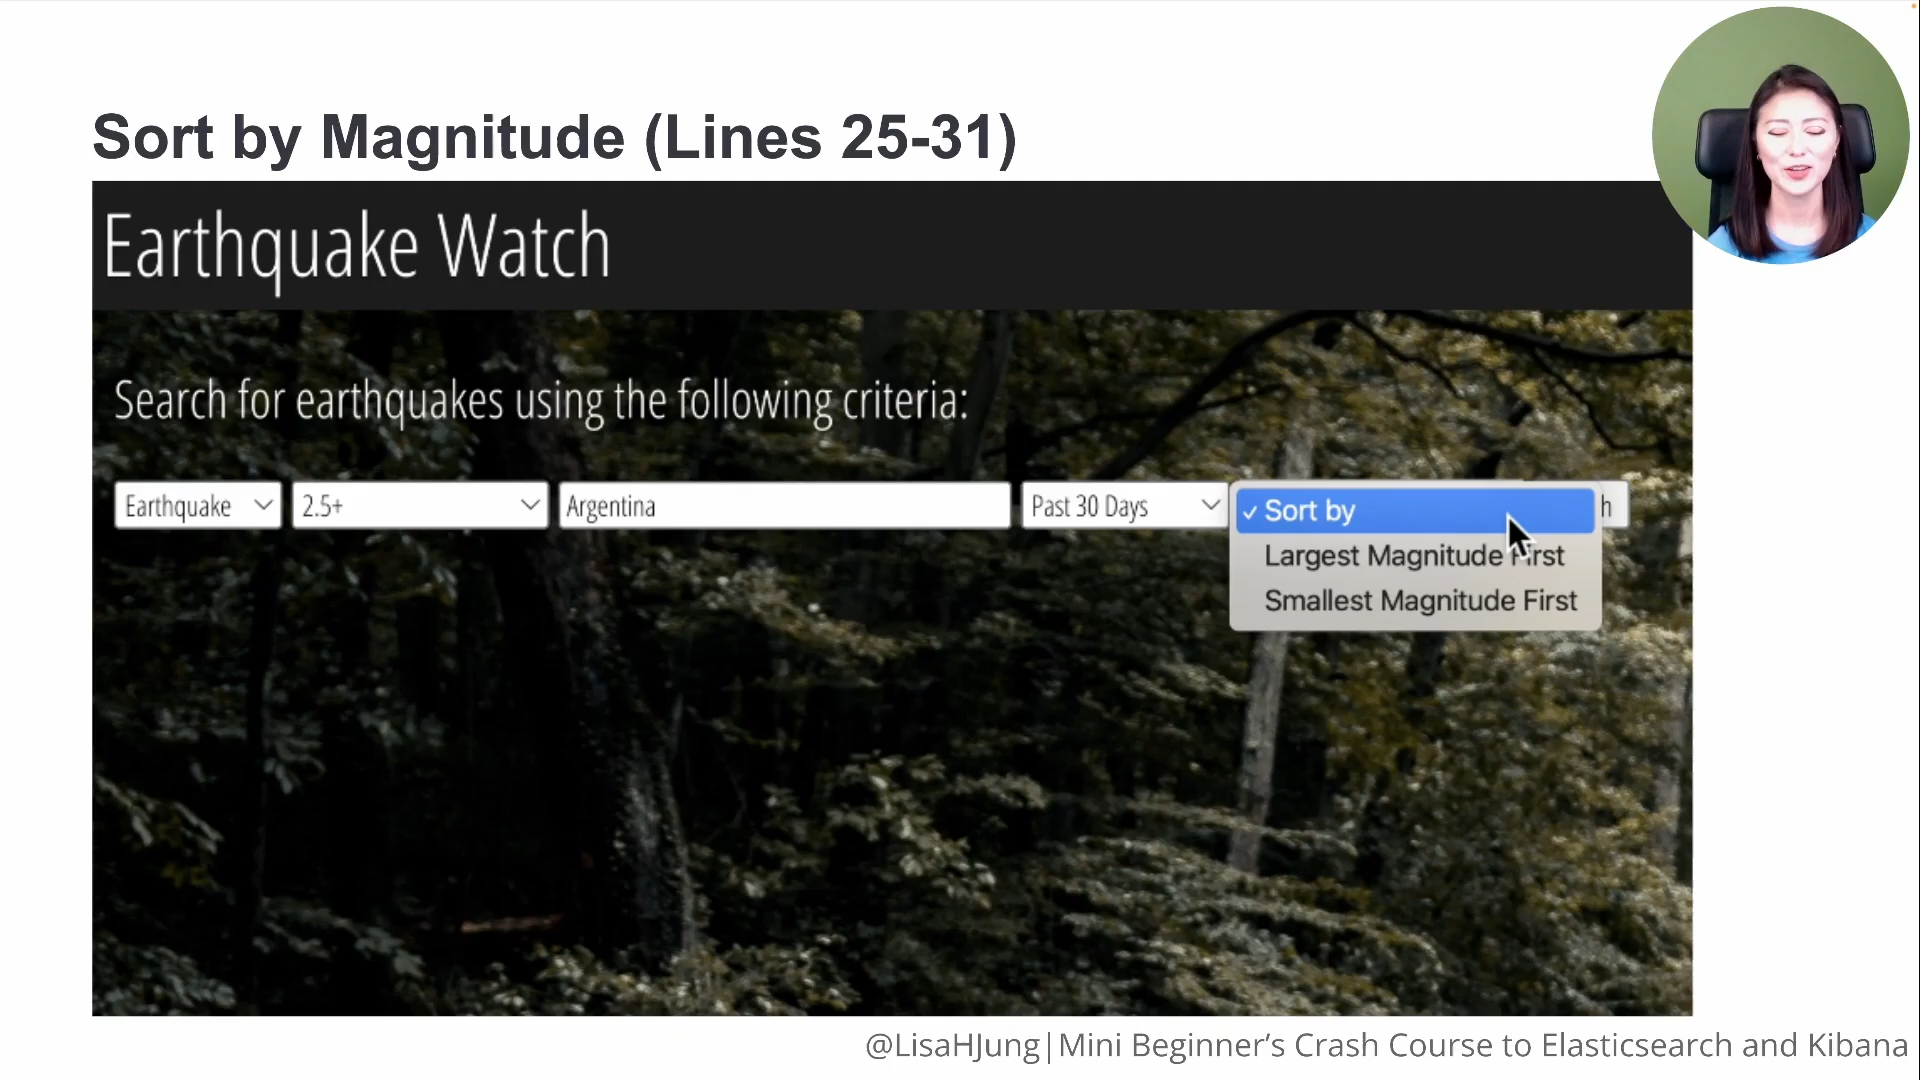 Sort by Magnitude (Lines 25-31)
Earthquake Watch
Search for earthquakes using the following criteria:
Earthquake 2.5+ Argentina Past 30 Days ✓ Sort by h
Largest Magnitude First
Smallest Magnitude First
@LisaHJung|Mini Beginner’s Crash Course to Elasticsearch and Kibana